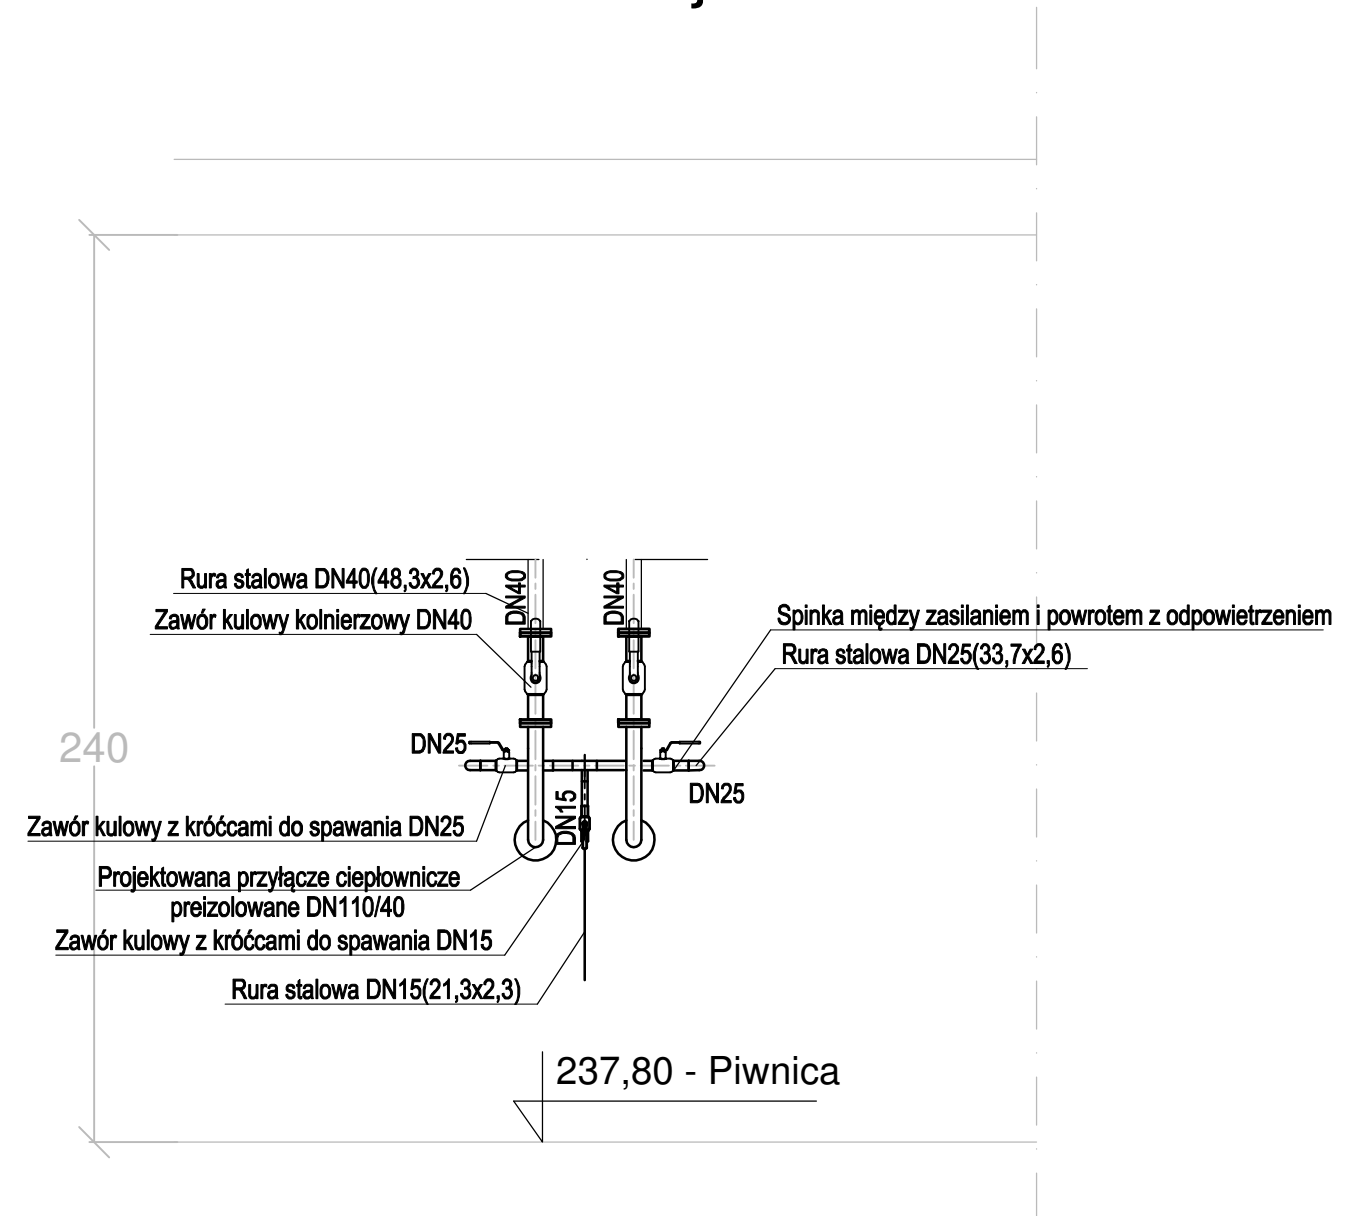 Rura stalowa DN40(48,3x2,6)
DN40
DN40
Zawór kulowy kolnierzowy DN40
Spinka między zasilaniem i powrotem z odpowietrzeniem
Rura stalowa DN25(33,7x2,6)
240
DN25
DN25
DN15
Zawór kulowy z króćcami do spawania DN25
Projektowana przyłącze ciepłownicze
preizolowane DN110/40
Zawór kulowy z króćcami do spawania DN15
Rura stalowa DN15(21,3x2,3)
237,80 - Piwnica